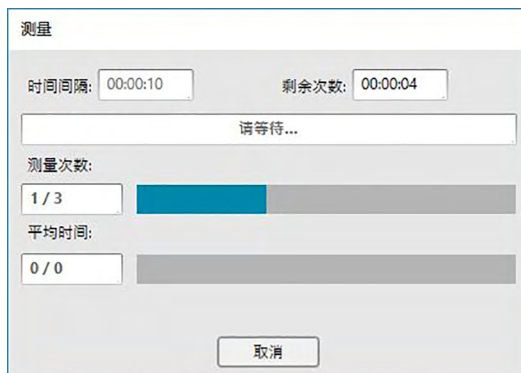 测量
时间间隔: 00:00:10 剩余次数: 00:00:04
请等待...
测量次数:
1 / 3
平均时间:
0 / 0
取消